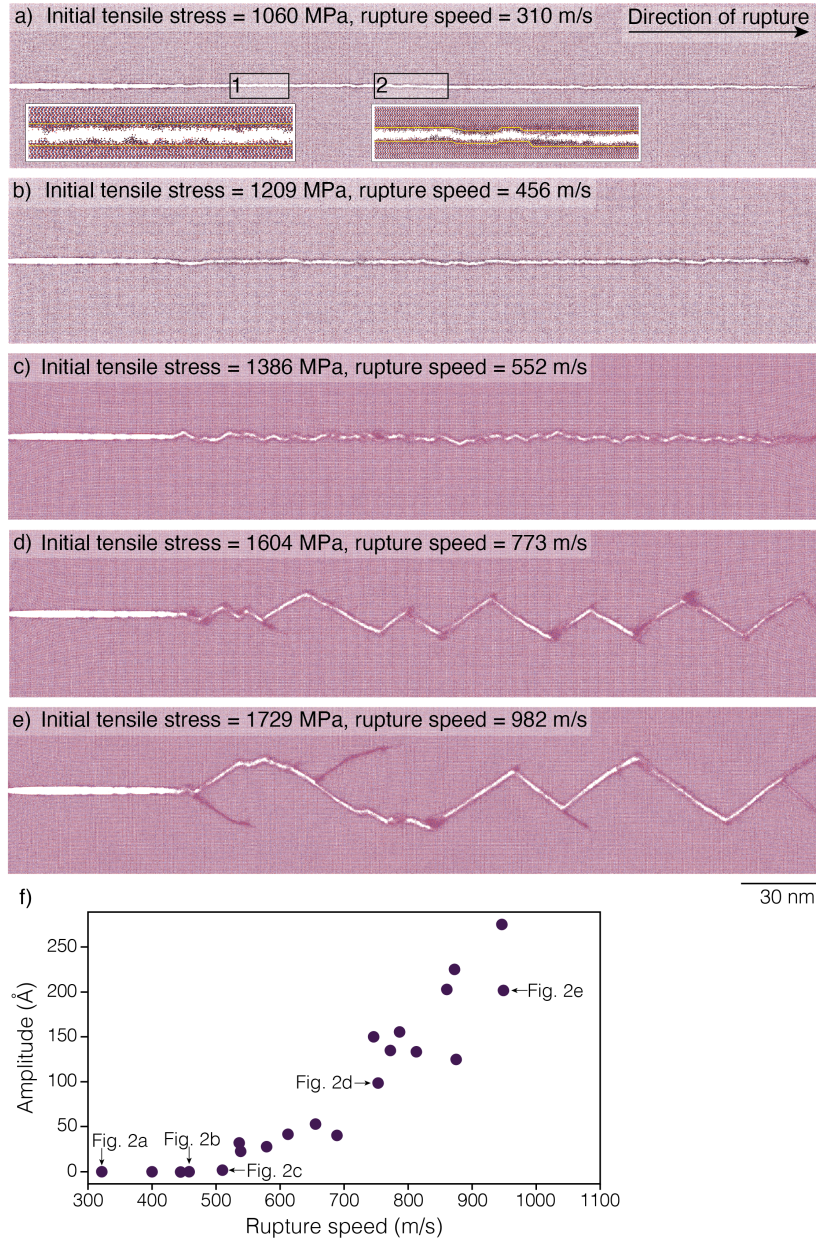 a) Initial tensile stress = 1060 MPa, rupture speed = 310 m/s
Direction of rupture
1
2
b) Initial tensile stress = 1209 MPa, rupture speed = 456 m/s
c) Initial tensile stress = 1386 MPa, rupture speed = 552 m/s
d) Initial tensile stress = 1604 MPa, rupture speed = 773 m/s
e) Initial tensile stress = 1729 MPa, rupture speed = 982 m/s
30 nm
f)
250
200
150
100
50
0
Amplitude (Å)
Fig. 2e
Fig. 2d
Fig. 2a
Fig. 2b
Fig. 2c
300 400 500 600 700 800 900 1000 1100
Rupture speed (m/s)